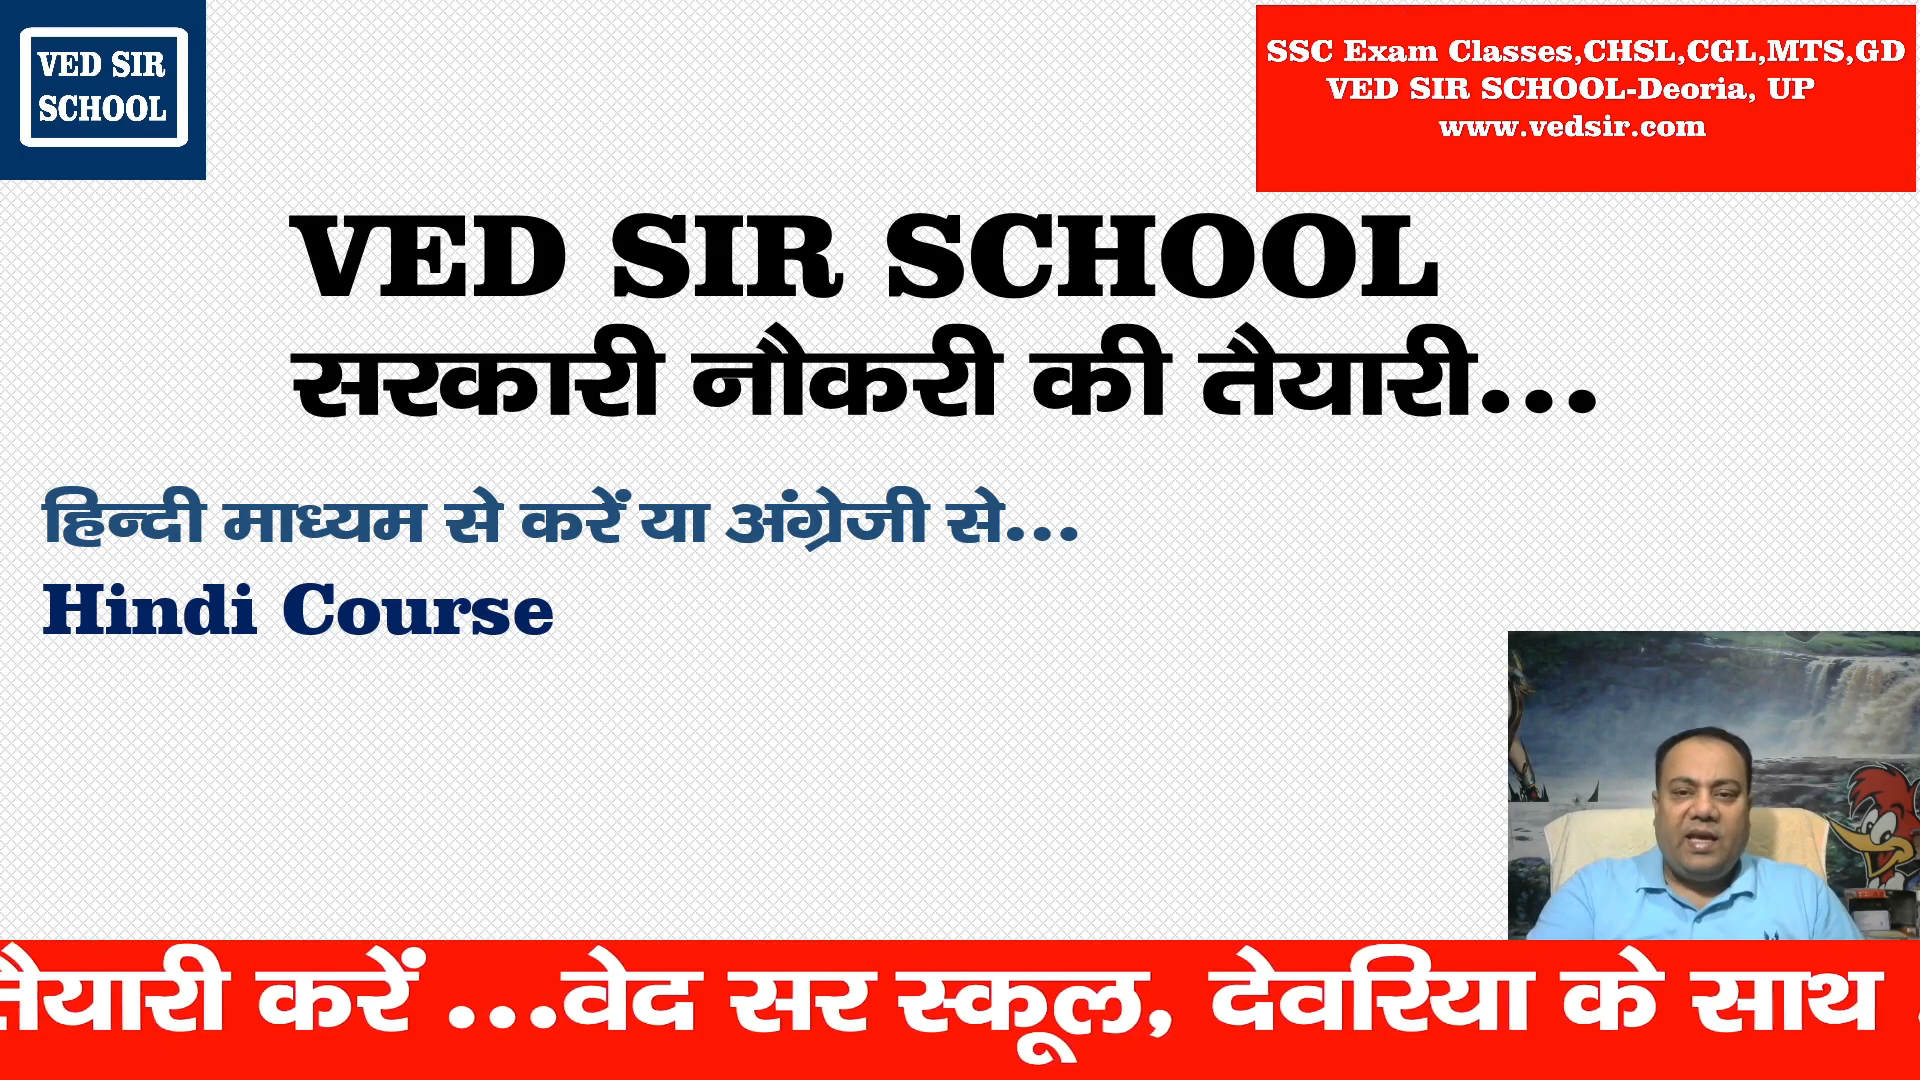 VED SIR
SCHOOL
SSC Exam Classes,CHSL,CGL,MTS,GD
VED SIR SCHOOL-Deoria, UP
www.vedsir.com
VED SIR SCHOOL
सरकारी नौकरी की तैयारी...
हिन्दी माध्यम से करें या अंग्रेजी से...
Hindi Course
तैयारी करें ...वेद सर स्कूल, देवरिया के साथ